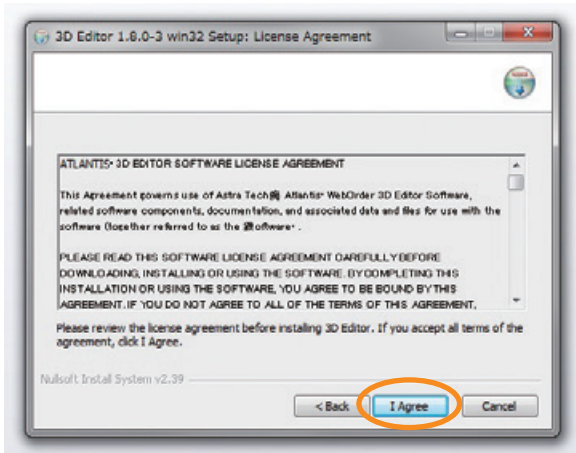 3D Editor 1.8.0-3 win32 Setup: License Agreement
ATLANTIS• 3D EDITOR SOFTWARE LICENSE AGREEMENT
This Agreement governs use of Astra Tech㊑ Atlantis• WebOrder 3D Editor Software,
related software components, documentation, and associated data and files for use with the
software (together referred to as the
PLEASE READ THIS SOFTWARE LICENSE AGREEMENT CAREFULLY BEFORE
DOWNLOADING, INSTALLING OR USING THE SOFTWARE. BY COMPLETING THIS
INSTALLATION OR USING THE SOFTWARE, YOU AGREE TO BE BOUND BY THIS
AGREEMENT. IF YOU DO NOT AGREE TO ALL OF THE TERMS OF THIS AGREEMENT,
Please review the license agreement before installing 3D Editor. If you accept all terms of the
agreement, click I Agree.
Nullsoft Install System v2.39
< Back
I Agree
Cancel